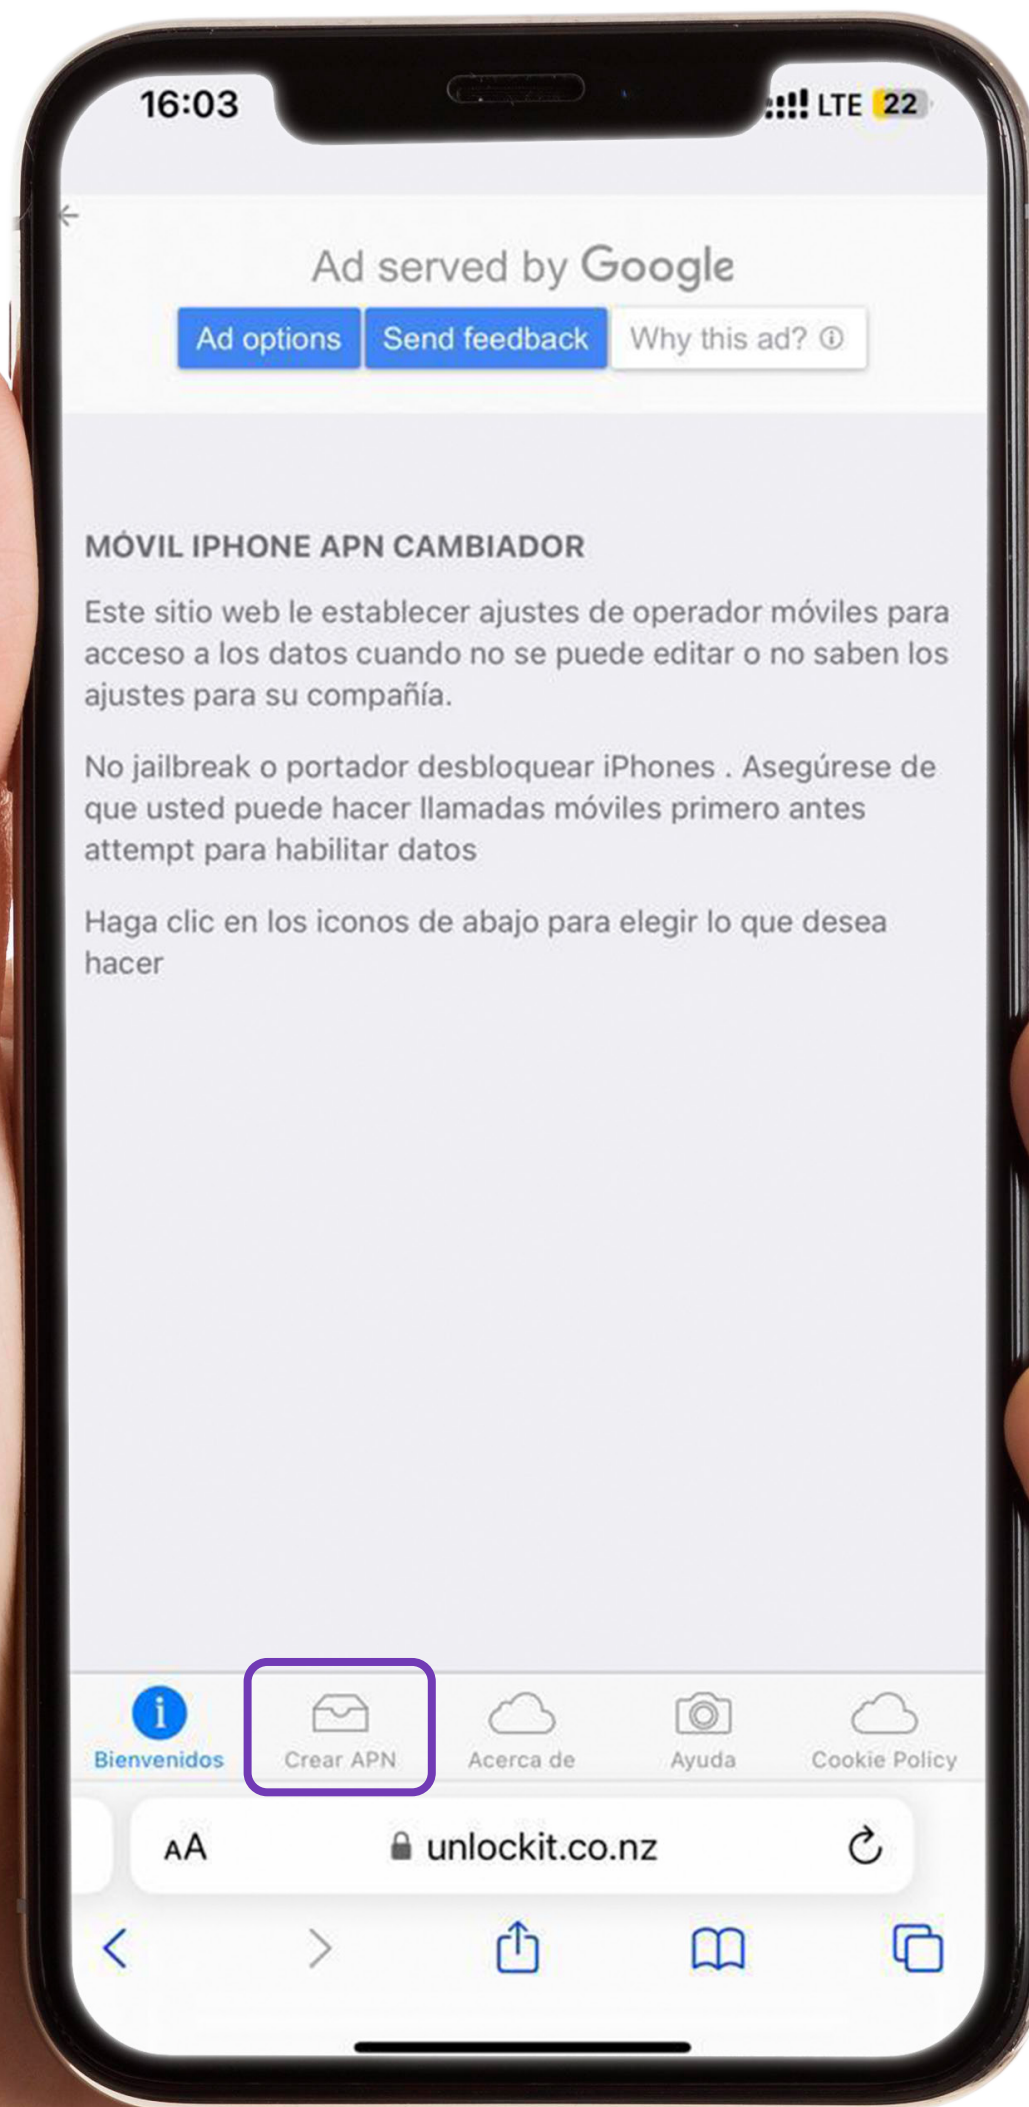 16:03 LTE 22
Ad served by Google
Ad options Send feedback Why this ad?
MÓVIL IPHONE APN CAMBIADOR
Este sitio web le establecer ajustes de operador móviles para
acceso a los datos cuando no se puede editar o no saben los
ajustes para su compañía.
No jailbreak o portador desbloquear iPhones . Asegúrese de
que usted puede hacer llamadas móviles primero antes
attempt para habilitar datos
Haga clic en los iconos de abajo para elegir lo que desea
hacer
Bienvenidos Crear APN Acerca de Ayuda Cookie Policy
AA unlockit.co.nz